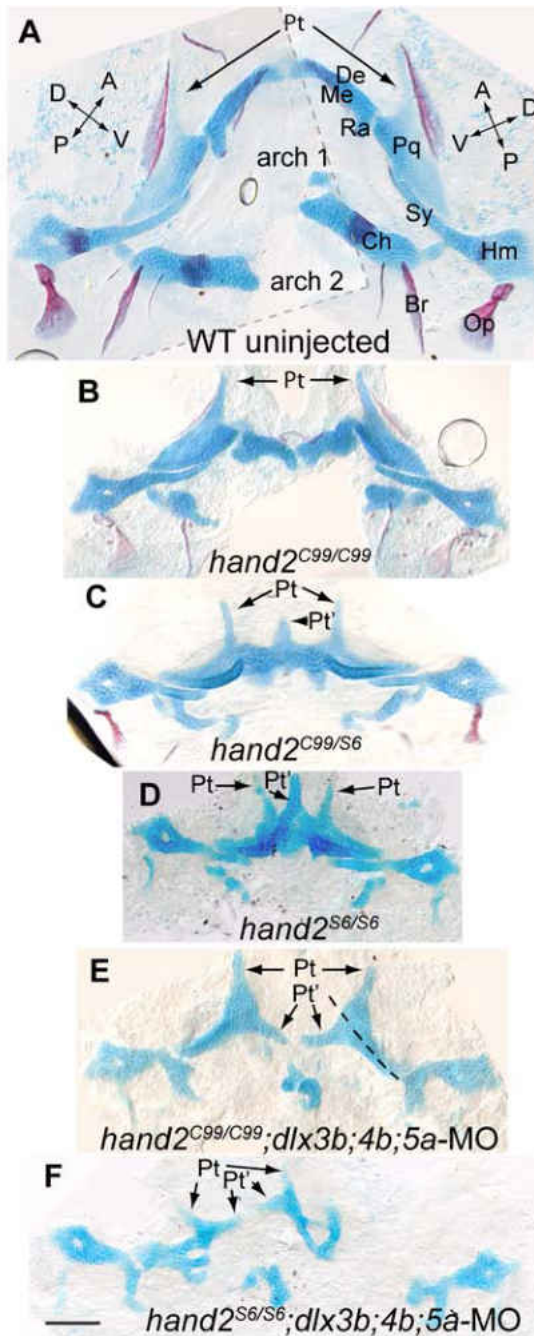 A
Pt
De
Me
D A
A
D
Ra
Pq
V
P V
arch 1
P
Sy
Ch
Hm
arch 2
Br
Op
WT uninjected
B
Pt
hand2C99/C99
C
Pt
Pt'
hand2C99/S6
D
Pt Pt' Pt
hand2S6/S6
E
Pt
Pt'
hand2C99/C99;dlx3b;4b;5a-MO
F
Pt
Pt'
hand2S6/S6;dlx3b;4b;5a-MO